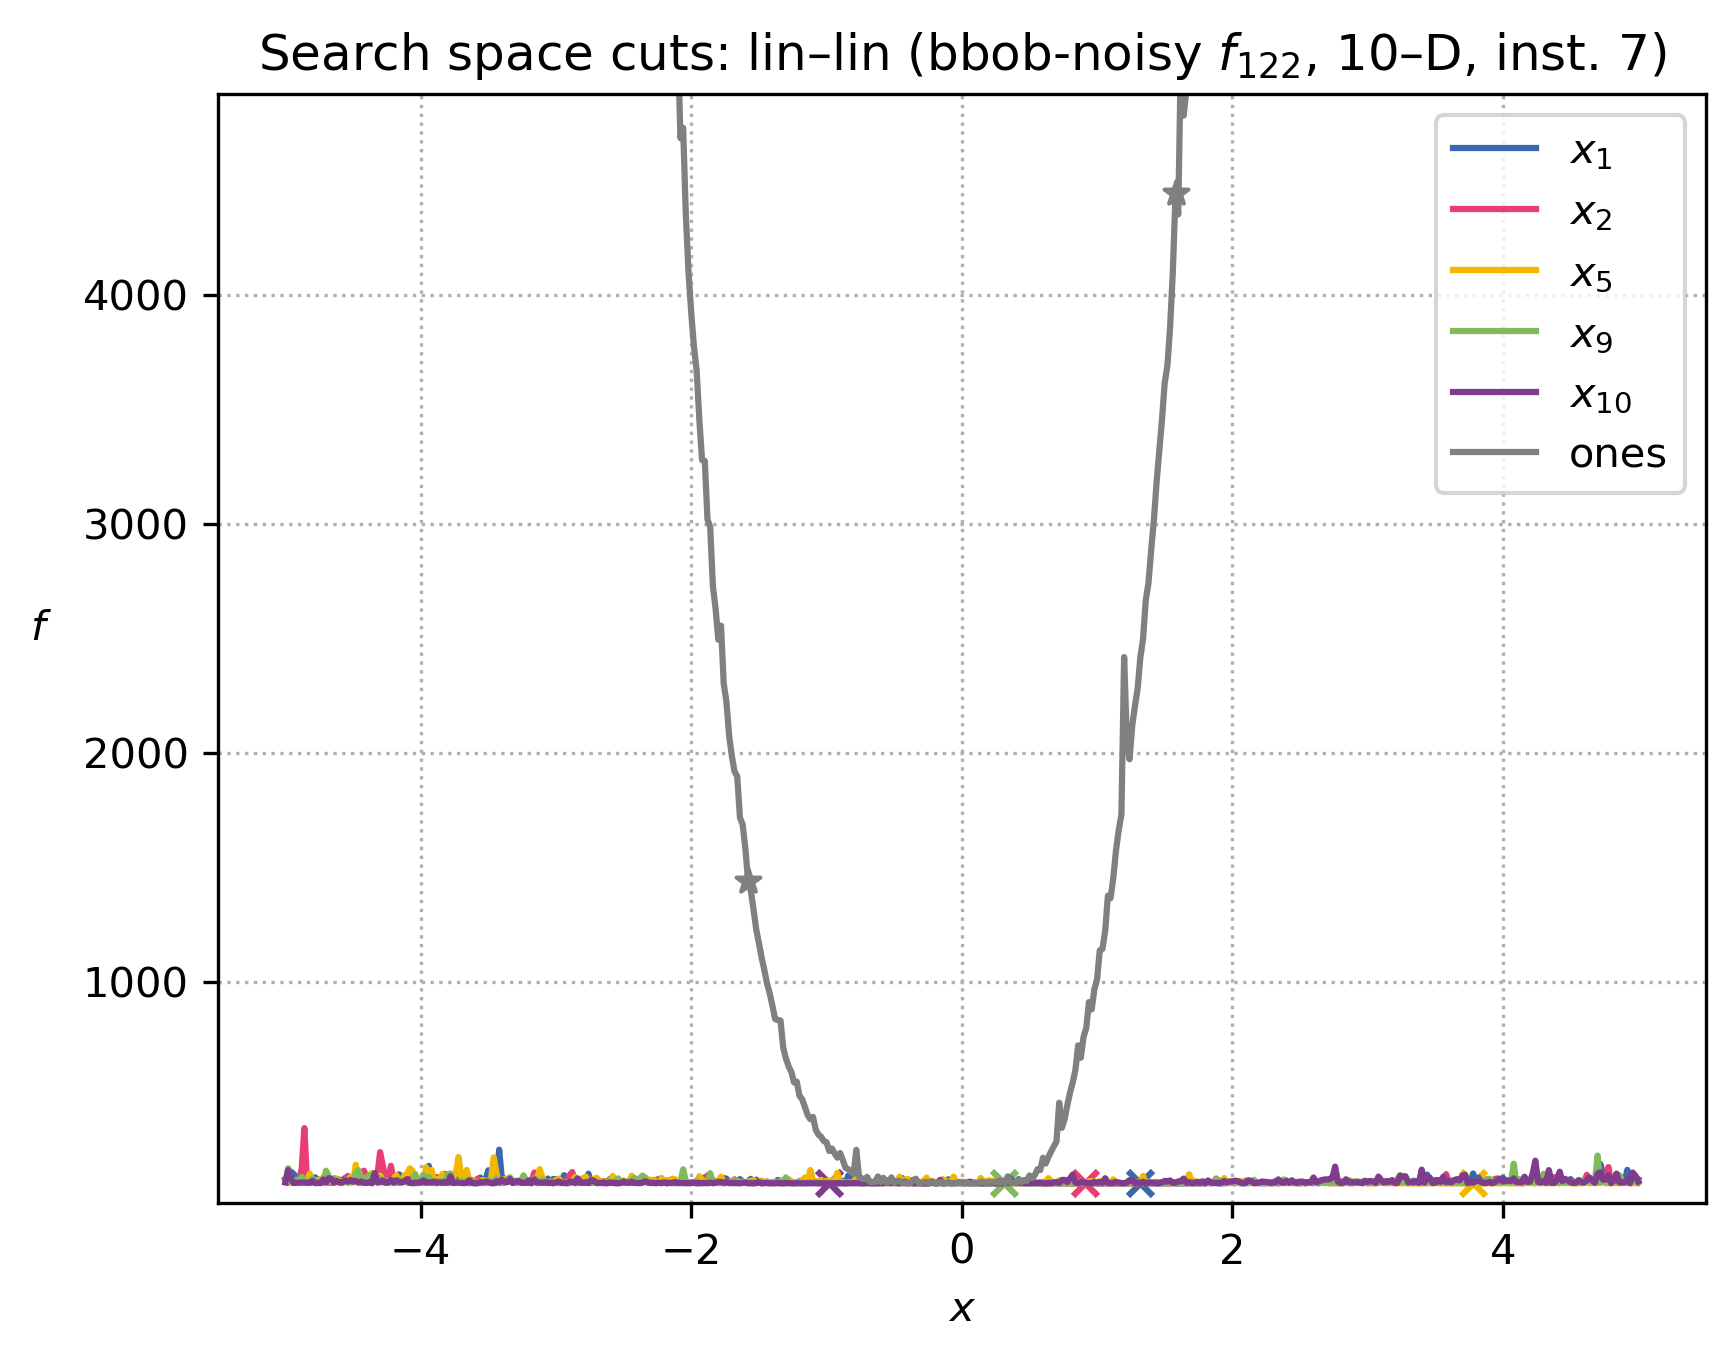 Search space cuts: lin–lin (bbob-noisy f₁₂₂, 10–D, inst. 7)
x₁
x₂
x₅
x₉
x₁₀
ones
4000
3000
2000
1000
f
−4 −2 0 2 4
x